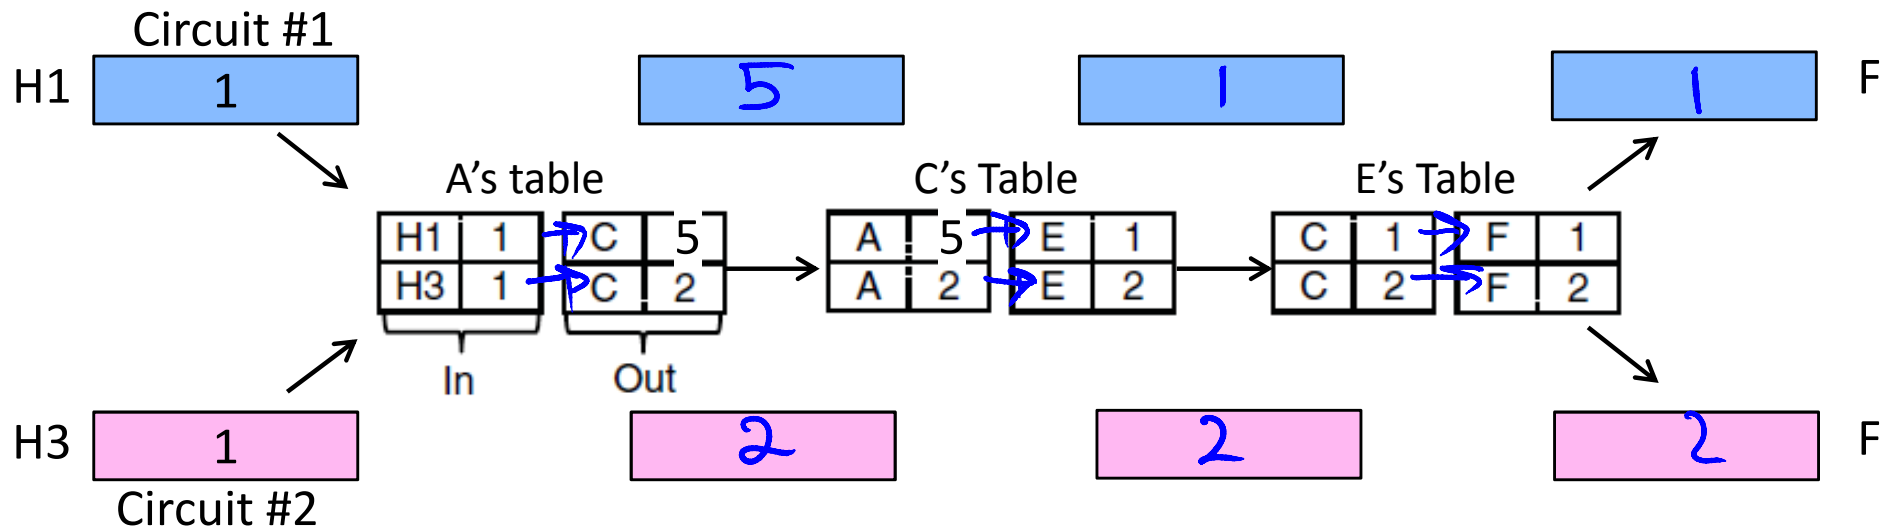 Circuit #1
H1 1 5 1 1 F
A's table C's Table E's Table
H1 1 C 5 A 5 E 1 C 1 F 1
H3 1 C 2 A 2 E 2 C 2 F 2
In Out
H3 1 2 2 2 F
Circuit #2